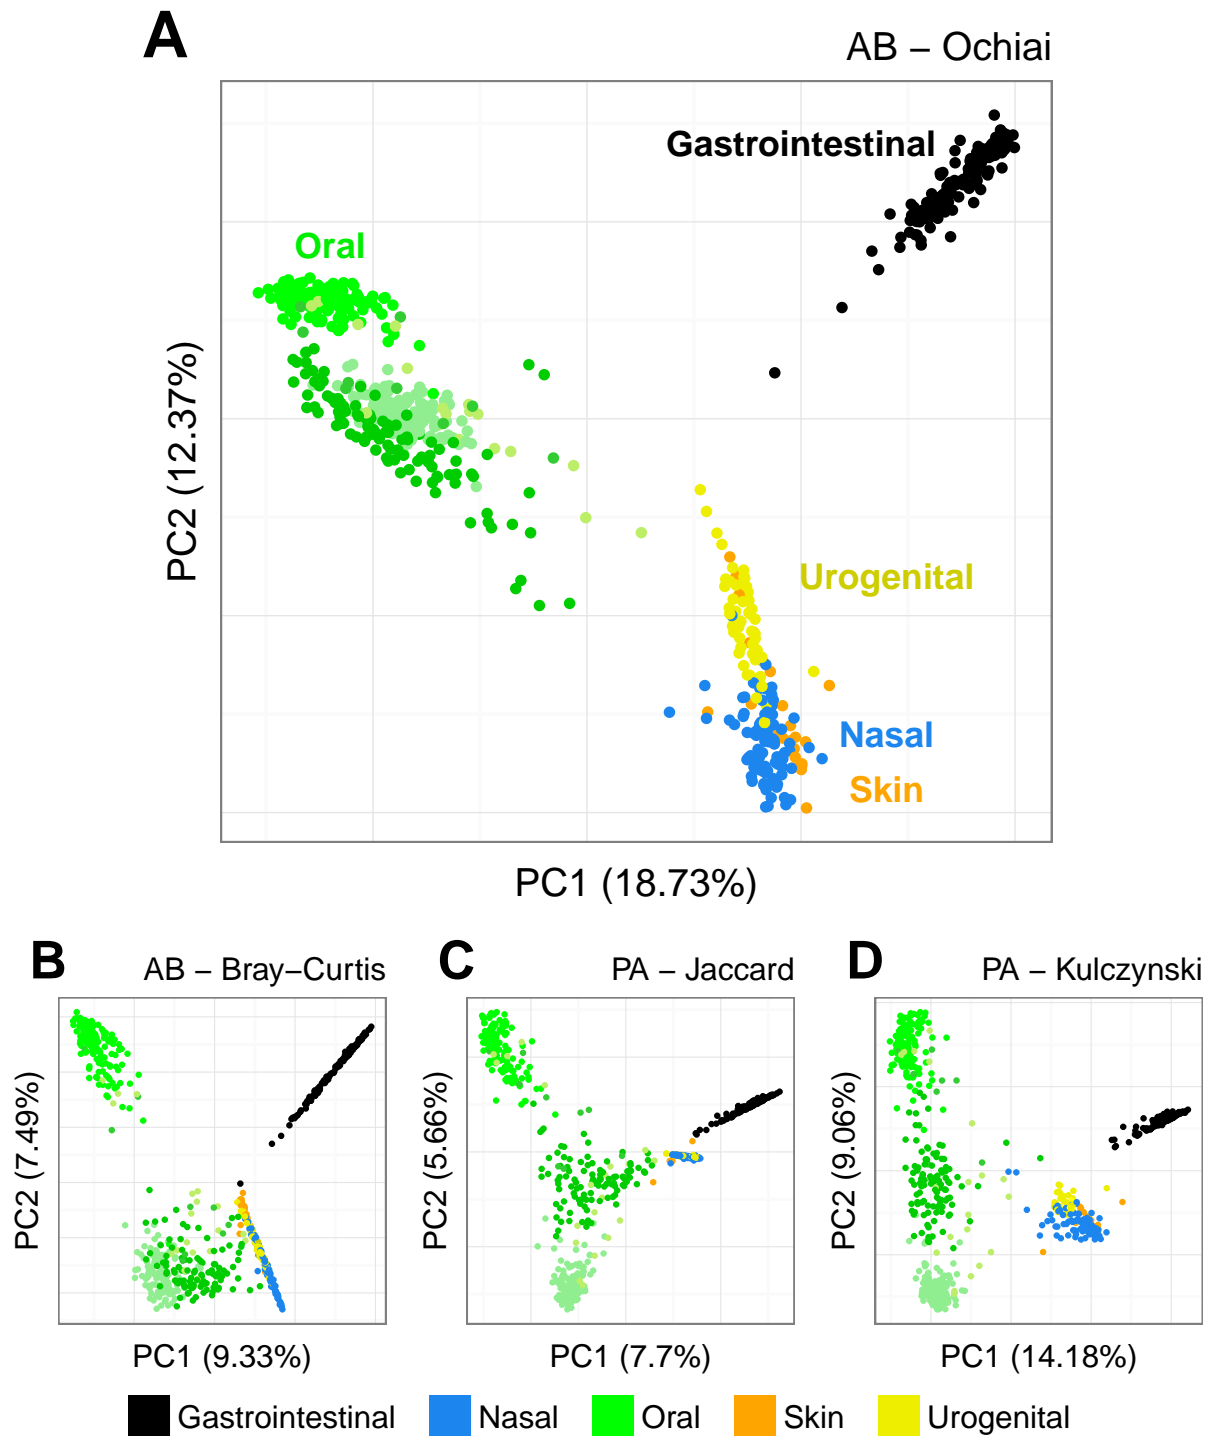 A
AB – Ochiai
Gastrointestinal
Oral
Urogenital
Nasal
Skin
PC2 (12.37%)
PC1 (18.73%)
B
AB – Bray–Curtis
PC2 (7.49%)
PC1 (9.33%)
C
PA – Jaccard
PC2 (5.66%)
PC1 (7.7%)
D
PA – Kulczynski
PC2 (9.06%)
PC1 (14.18%)
Gastrointestinal Nasal Oral Skin Urogenital